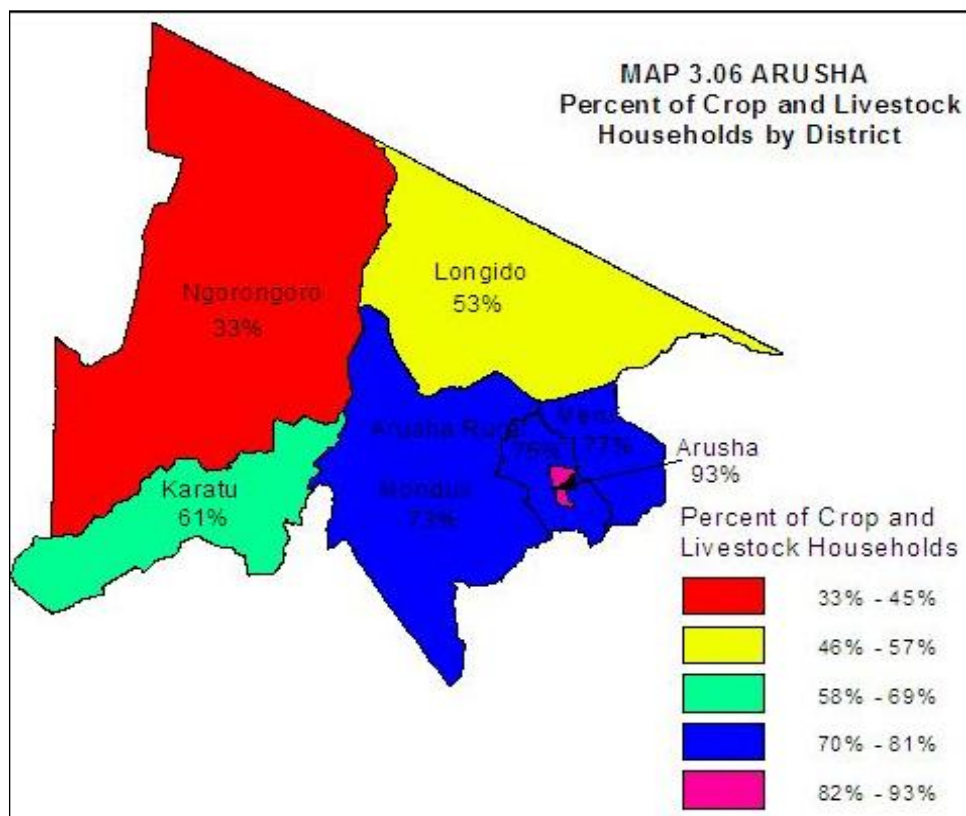 MAP 3.06 ARUSHA
Percent of Crop and Livestock
Households by District
Longido
53%
Ngorongoro
33%
Arusha Rural
75%
Meru
77%
Arusha
93%
Karatu
61%
Monduli
73%
Percent of Crop and
Livestock Households
33% - 45%
46% - 57%
58% - 69%
70% - 81%
82% - 93%